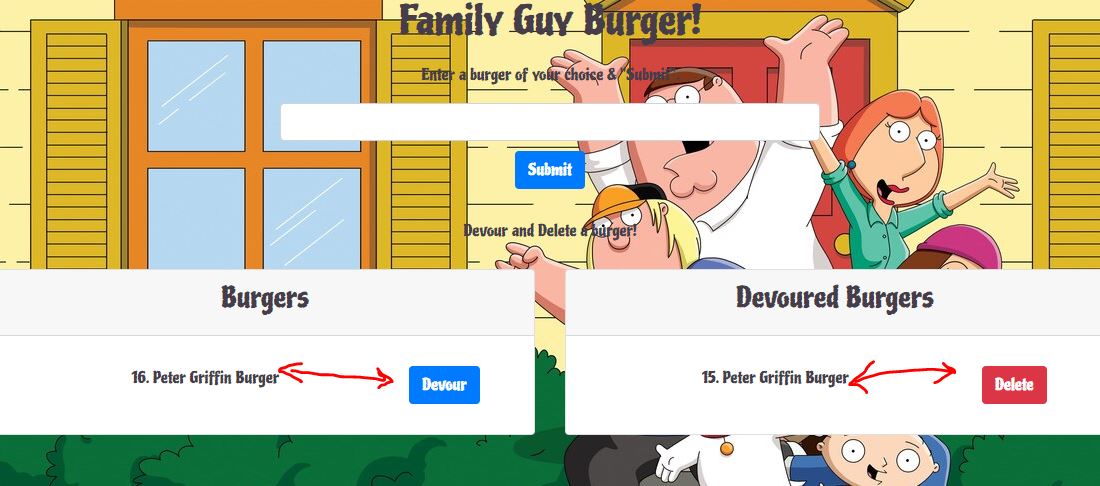 Family Guy Burger!
Enter a burger of your choice & "Submit".
Submit
Devour and Delete a burger!
Burgers
Devoured Burgers
16. Peter Griffin Burger
Devour
15. Peter Griffin Burger
Delete